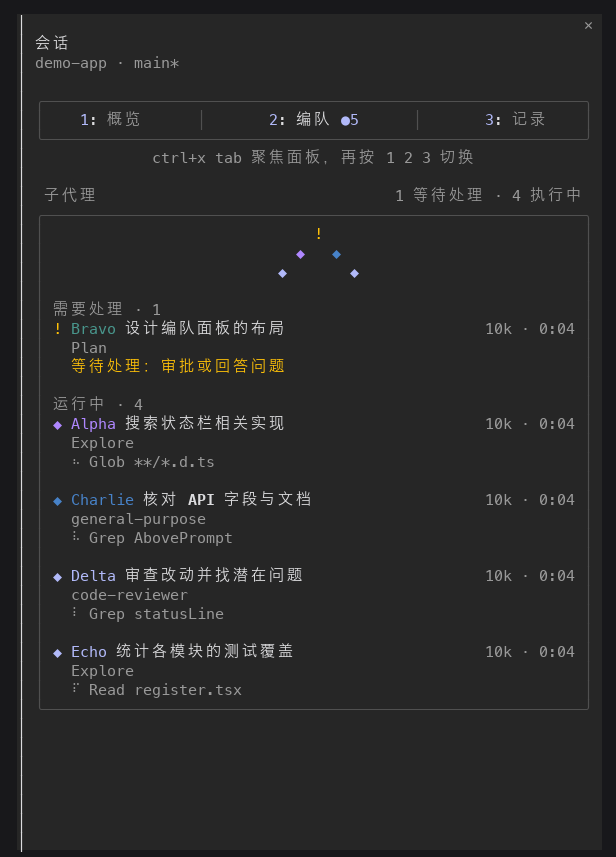 ×
会话
demo-app · main*
1: 概览 2: 编队 ●5 3: 记录
ctrl+x tab 聚焦面板, 再按 1 2 3 切换
子代理 1 等待处理 · 4 执行中
!
需要处理 · 1
! Bravo 设计编队面板的布局 10k · 0:04
Plan
等待处理: 审批或回答问题
运行中 · 4
◆ Alpha 搜索状态栏相关实现 10k · 0:04
Explore
Glob **/*.d.ts
◆ Charlie 核对 API 字段与文档 10k · 0:04
general-purpose
Grep AbovePrompt
◆ Delta 审查改动并找潜在问题 10k · 0:04
code-reviewer
Grep statusLine
◆ Echo 统计各模块的测试覆盖 10k · 0:04
Explore
Read register.tsx